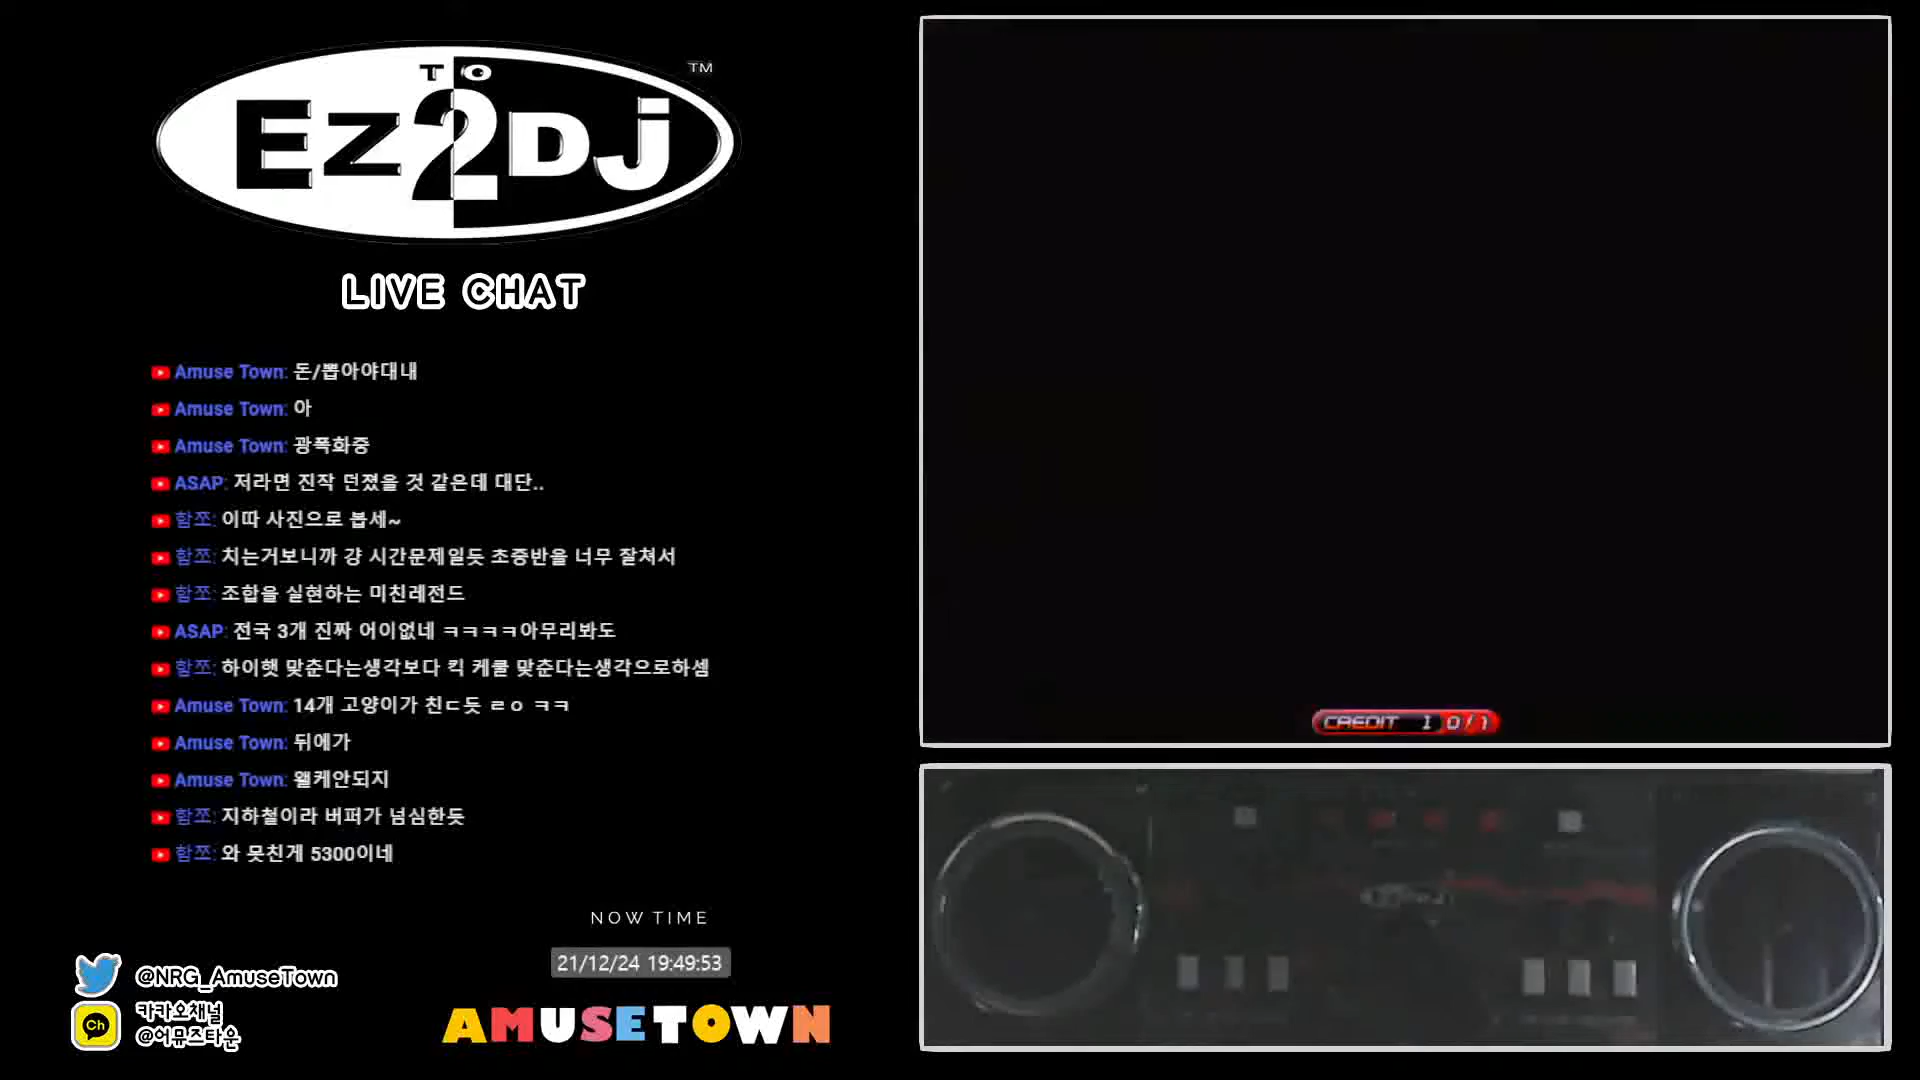 TO
Ez2Dj
TM
LIVE CHAT
Amuse Town: 돈/뽑아야대내
Amuse Town: 아
Amuse Town: 광폭화중
ASAP: 저라면 진작 던졌을 것 같은데 대단..
함쪼: 이따 사진으로 봅세~
함쪼: 치는거보니까 걍 시간문제일듯 초중반을 너무 잘쳐서
함쪼: 조합을 실현하는 미친레전드
ASAP: 전국 3개 진짜 어이없네 ㅋㅋㅋㅋ아무리봐도
함쪼: 하이햇 맞춘다는생각보다 킥 케쿨 맞춘다는생각으로하셈
Amuse Town: 14개 고양이가 친ㄷ듯 ㄹㅇ ㅋㅋ
Amuse Town: 뒤에가
Amuse Town: 웰케안되지
함쪼: 지하철이라 버퍼가 넘심한듯
함쪼: 와 못친게 5300이네
NOW TIME
21/12/24 19:49:53
@NRG_AmuseTown
Ch
카카오채널
@어뮤즈타운
AMUSETOWN
CREDIT 1 0/1